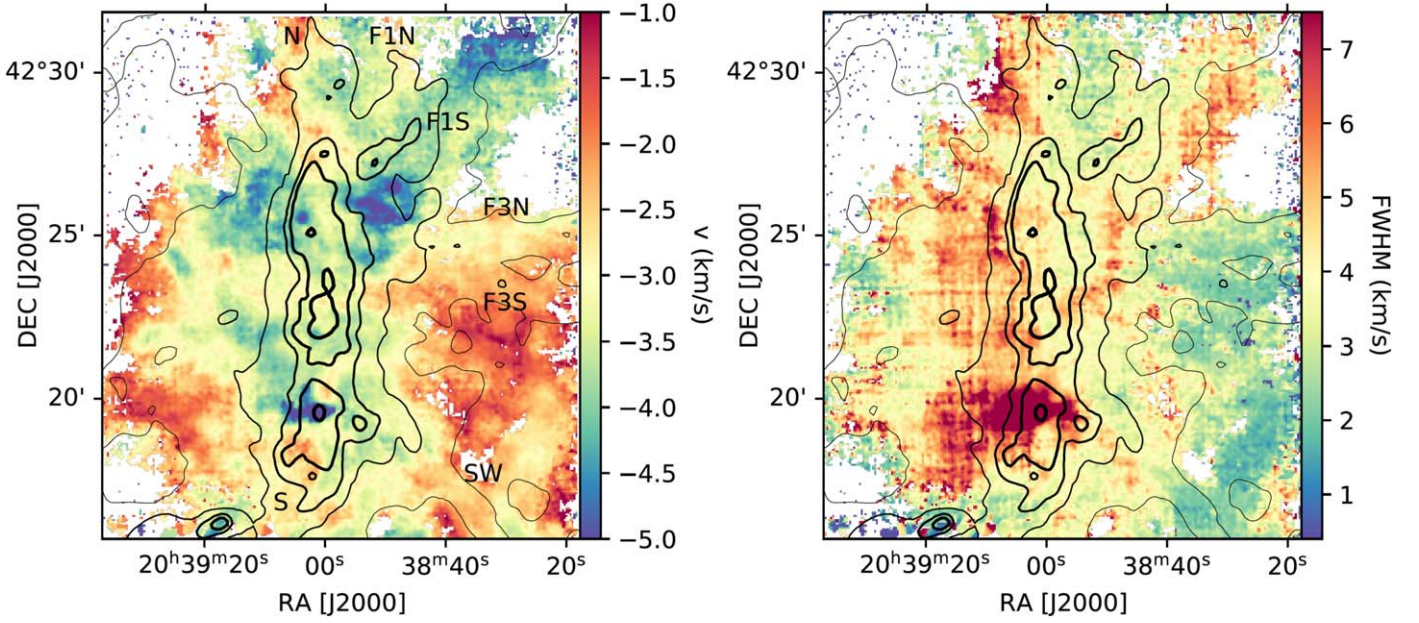 N
F1N
F1S
F3N
F3S
SW
S
42°30'
25'
20'
DEC [J2000]
20ʰ39ᵐ20ˢ
00ˢ
38ᵐ40ˢ
20ˢ
RA [J2000]
−1.0
−1.5
−2.0
−2.5
−3.0
−3.5
−4.0
−4.5
−5.0
v (km/s)
42°30'
25'
20'
DEC [J2000]
20ʰ39ᵐ20ˢ
00ˢ
38ᵐ40ˢ
20ˢ
RA [J2000]
7
6
5
4
3
2
1
FWHM (km/s)